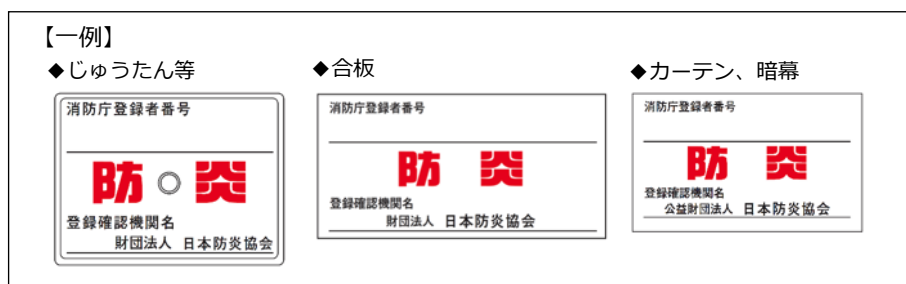 【一例】
◆じゅうたん等
消防庁登録者番号
防◎炎
登録確認機関名
財団法人 日本防炎協会
◆合板
消防庁登録者番号
防 炎
登録確認機関名
財団法人 日本防炎協会
◆カーテン、暗幕
消防庁登録者番号
防 炎
登録確認機関名
公益財団法人 日本防炎協会